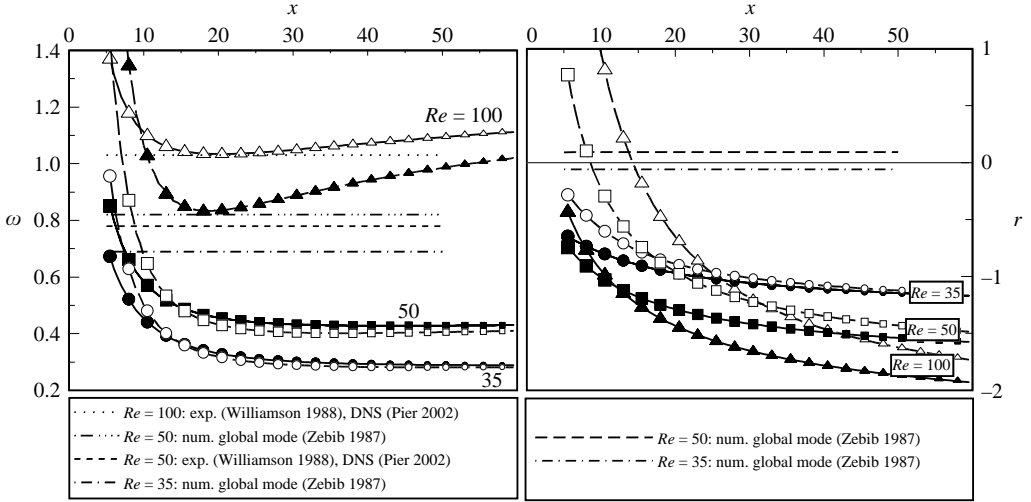 x
x
0 10 20 30 40 50
0 10 20 30 40 50
1.4
1.2
1.0
0.8
0.6
0.4
0.2
ω
Re = 100
50
35
1
0
–1
–2
r
Re = 35
Re = 50
Re = 100
Re = 100: exp. (Williamson 1988), DNS (Pier 2002)
Re = 50: num. global mode (Zebib 1987)
Re = 50: exp. (Williamson 1988), DNS (Pier 2002)
Re = 35: num. global mode (Zebib 1987)
Re = 50: num. global mode (Zebib 1987)
Re = 35: num. global mode (Zebib 1987)